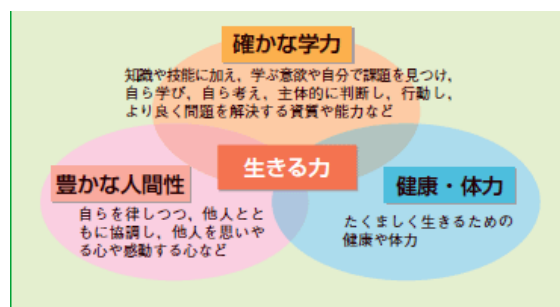 確かな学力
知識や技能に加え，学ぶ意欲や自分で課題を見つけ，
自ら学び，自ら考え，主体的に判断し，行動し，
より良く問題を解決する資質や能力など
生きる力
豊かな人間性
自らを律しつつ，他人とと
もに協調し，他人を思いや
る心や感動する心など
健康・体力
たくましく生きるための
健康や体力